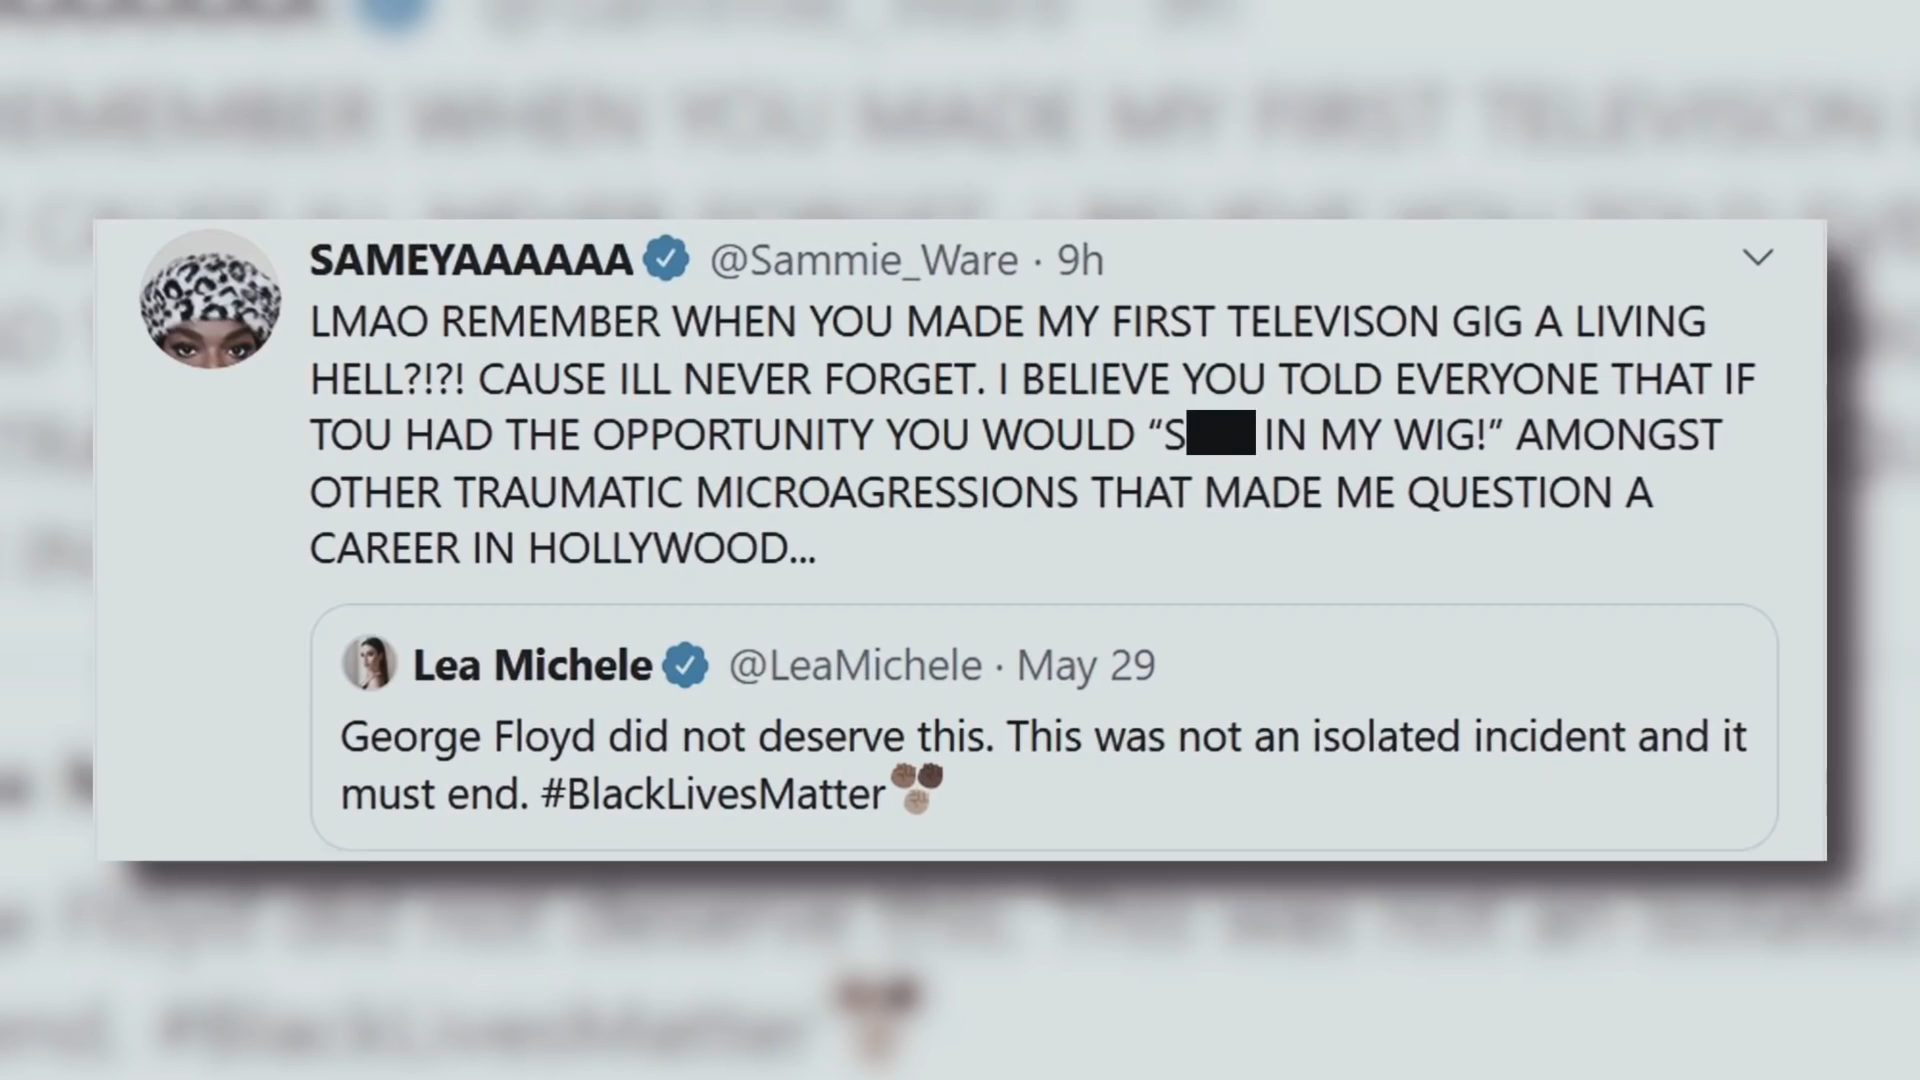 SAMEYAAAAAA @Sammie_Ware · 9h
LMAO REMEMBER WHEN YOU MADE MY FIRST TELEVISON GIG A LIVING
HELL?!?! CAUSE ILL NEVER FORGET. I BELIEVE YOU TOLD EVERYONE THAT IF
TOU HAD THE OPPORTUNITY YOU WOULD “S IN MY WIG!” AMONGST
OTHER TRAUMATIC MICROAGRESSIONS THAT MADE ME QUESTION A
CAREER IN HOLLYWOOD...
Lea Michele @LeaMichele · May 29
George Floyd did not deserve this. This was not an isolated incident and it
must end. #BlackLivesMatter✊🏾✊🏿✊🏼